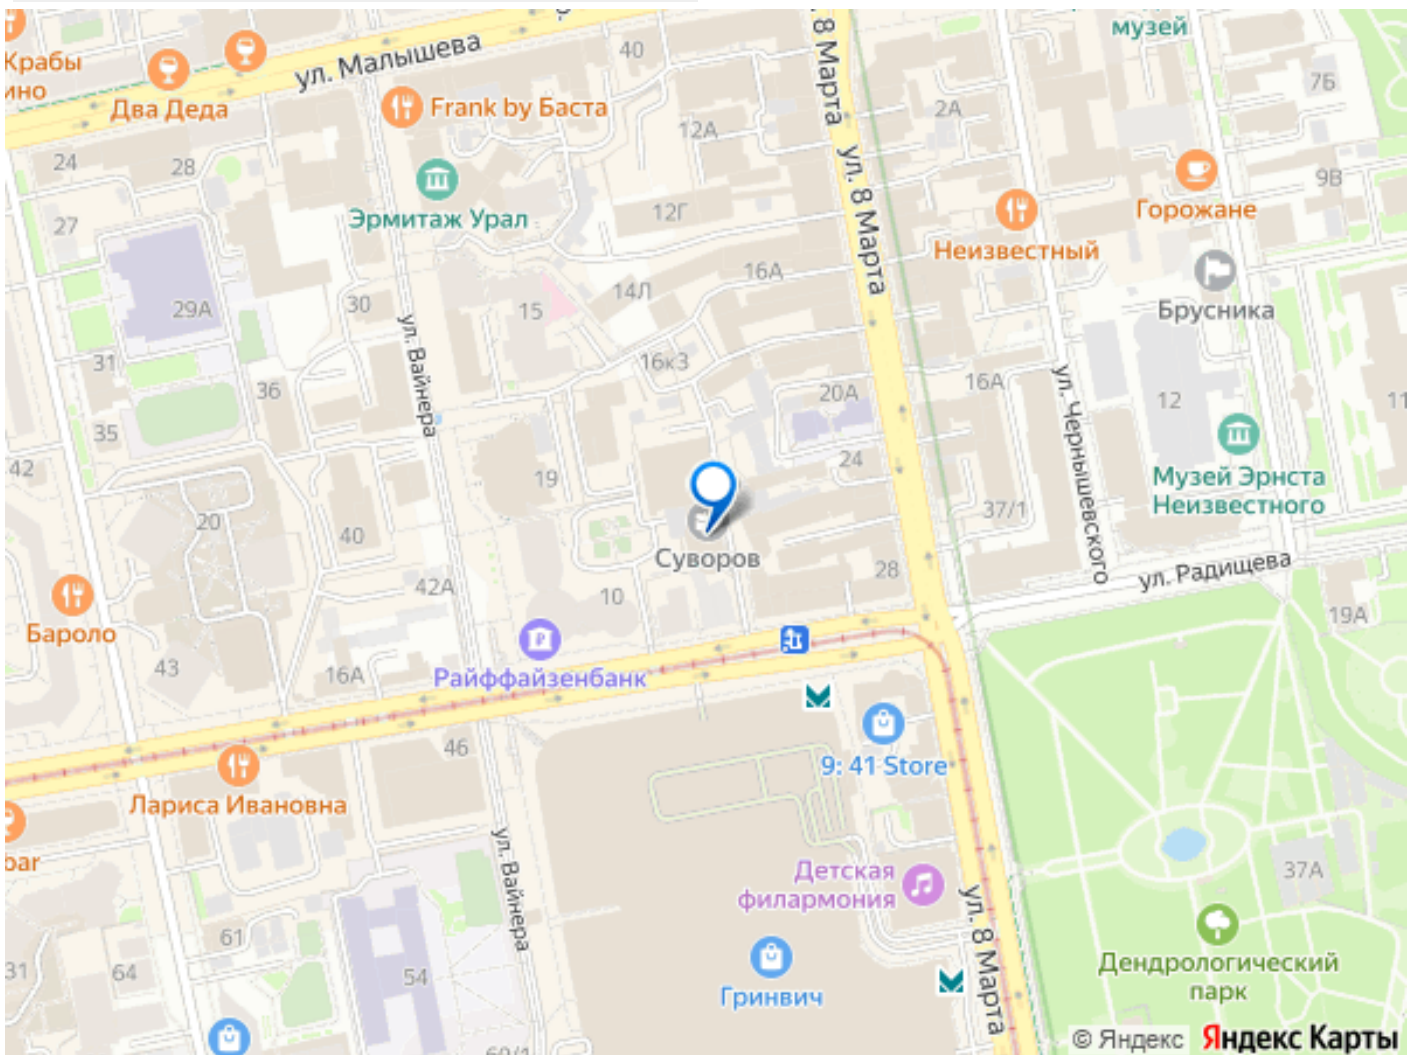 музей
8 Марта
40
ул. Малышева
Крабы
ино
Два Деда
Frank by Баста
7Б
2А
12А
24
28
ул. 8 Марта
9В
Эрмитаж Урал
12Г
27
Горожане
Неизвестный
16А
14Л
29А
30
15
Брусника
ул. Вайнера
31
16к3
36
20А
16А
ул. Чернышевского
12
11
35
42
19
24
Музей Эрнста
Неизвестного
20
40
37/1
Суворов
42А
10
28
ул. Радищева
19А
Бароло
43
16А
Райффайзенбанк
46
9: 41 Store
Лариса Ивановна
bar
ул. Вайнера
Детская
филармония
37А
ул. 8 Марта
61
31
64
54
Гринвич
Дендрологический
парк
© Яндекс Яндекс Карты